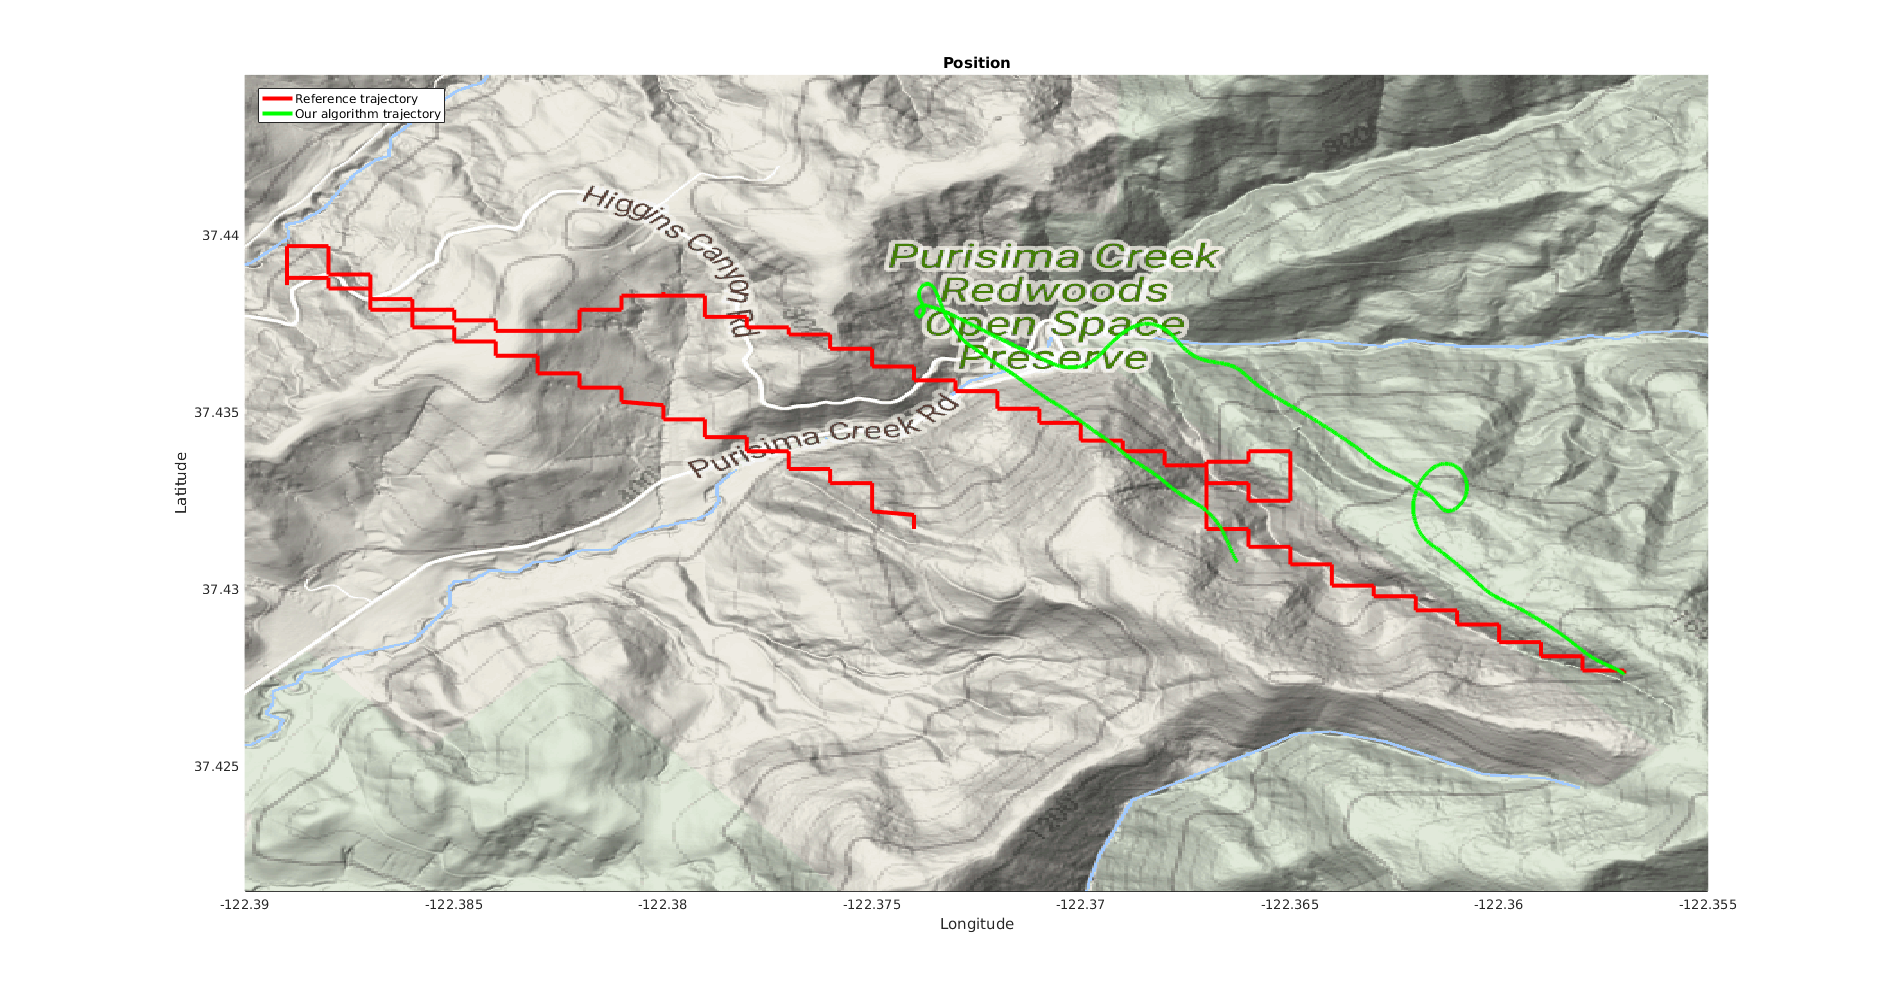 Position
Reference trajectory
Our algorithm trajectory
Higgins Canyon Rd
Purisima Creek
Redwoods
Open Space
Preserve
Purisima Creek Rd
Latitude
37.44
37.435
37.43
37.425
-122.39
-122.385
-122.38
-122.375
-122.37
-122.365
-122.36
-122.355
Longitude